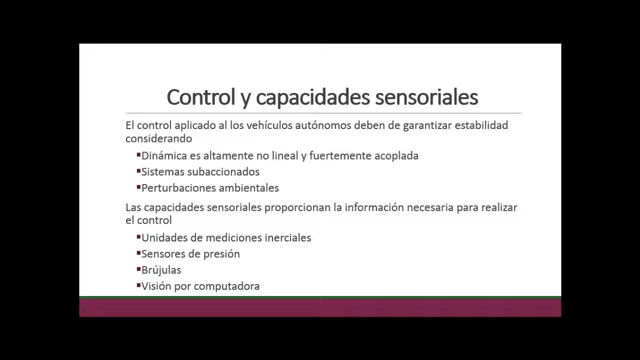 Control y capacidades sensoriales
El control aplicado al los vehículos autónomos deben de garantizar estabilidad
considerando
▪Dinámica es altamente no lineal y fuertemente acoplada
▪Sistemas subaccionados
▪Perturbaciones ambientales
Las capacidades sensoriales proporcionan la información necesaria para realizar
el control
▪Unidades de mediciones inerciales
▪Sensores de presión
▪Brújulas
▪Visión por computadora